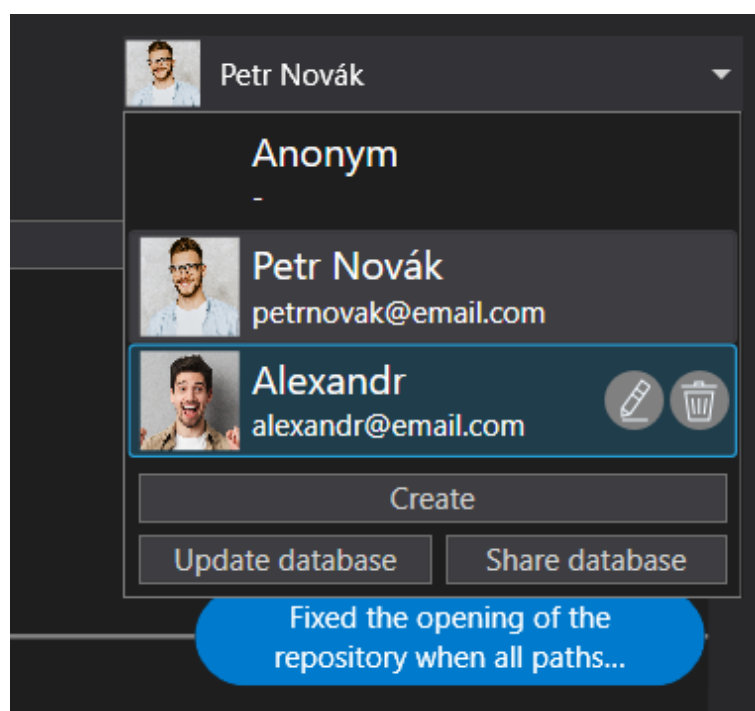 Petr Novák
Anonym
-
Petr Novák
petrnovak@email.com
Alexandr
alexandr@email.com
Create
Update database
Share database
Fixed the opening of the
repository when all paths...